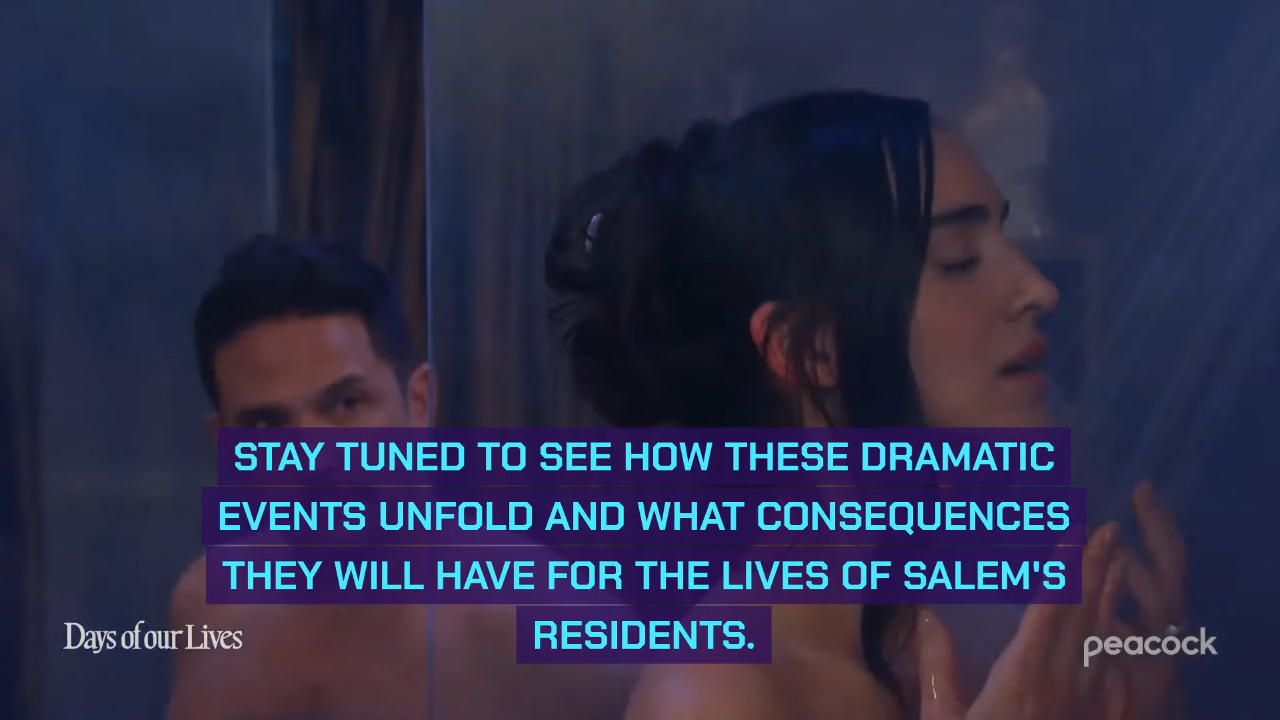 STAY TUNED TO SEE HOW THESE DRAMATIC
EVENTS UNFOLD AND WHAT CONSEQUENCES
THEY WILL HAVE FOR THE LIVES OF SALEM'S
RESIDENTS.
Days of our Lives
peacock